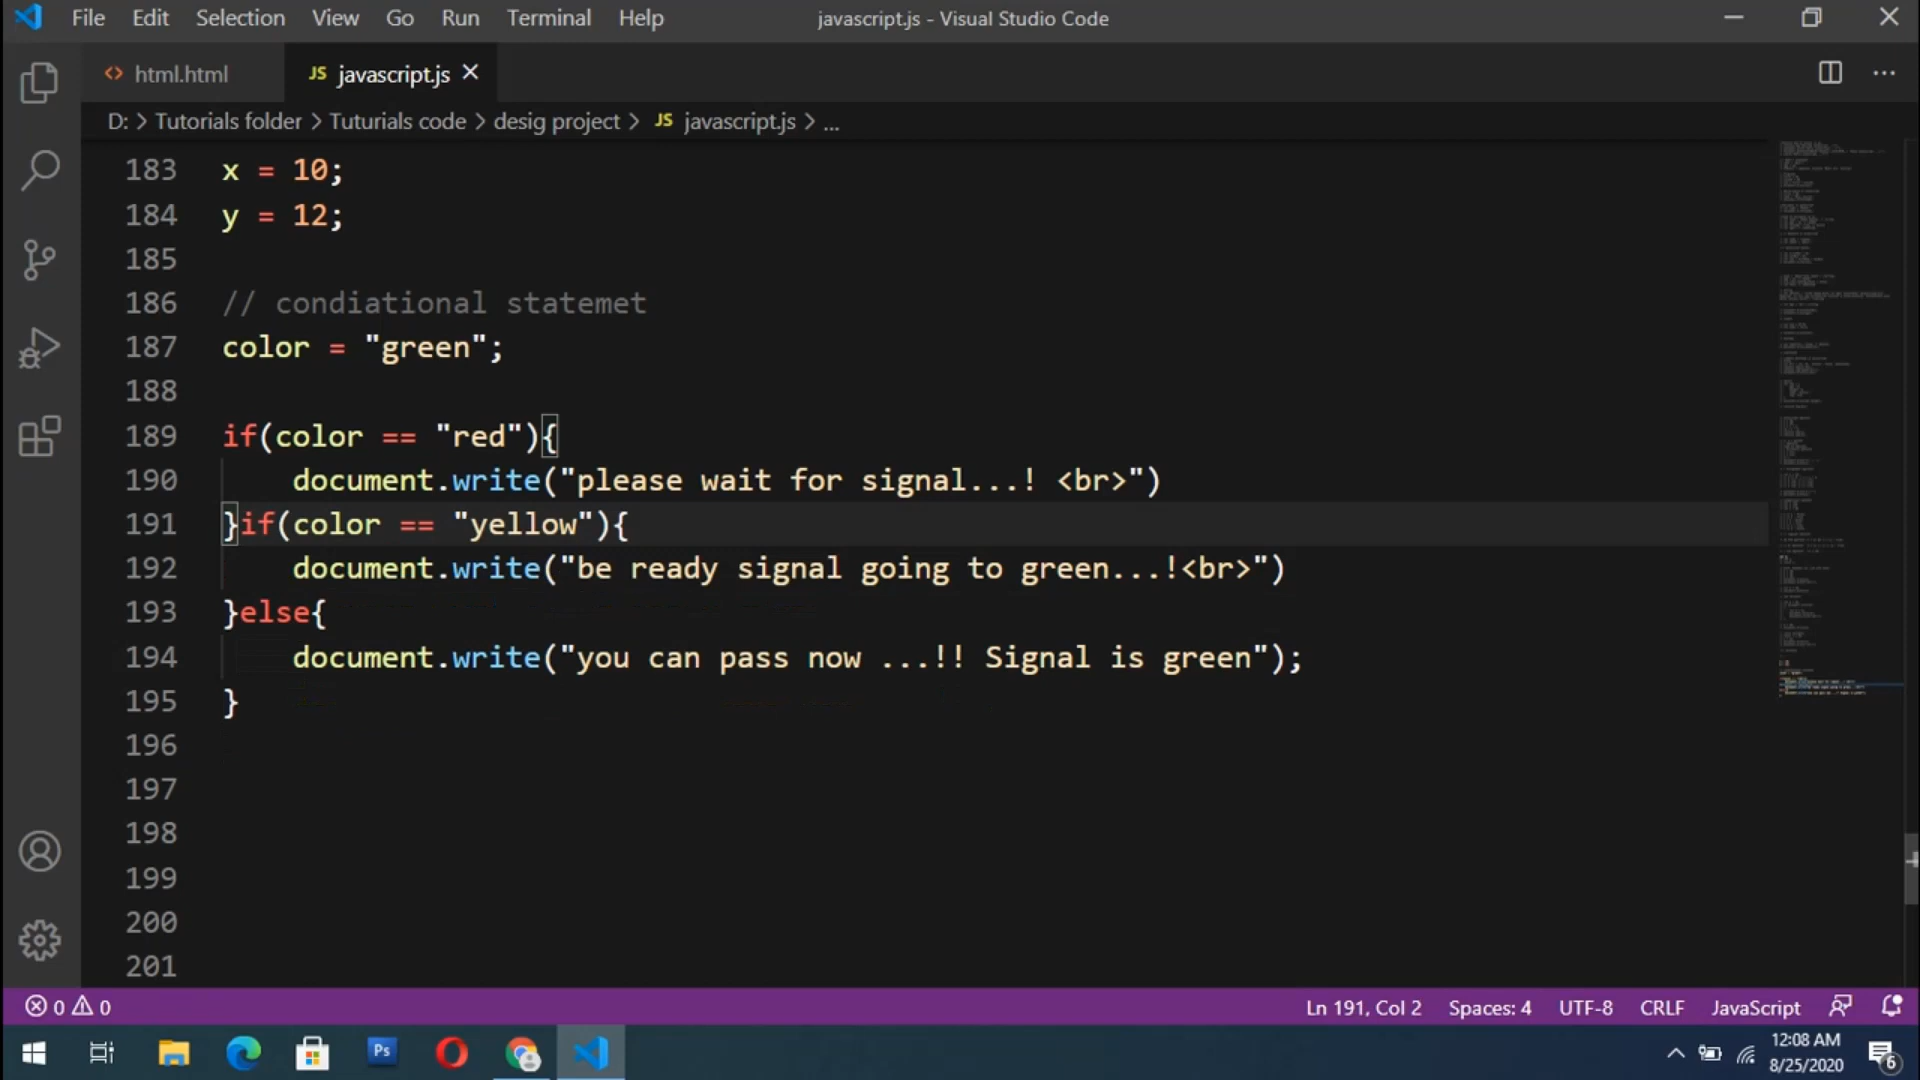 File Edit Selection View Go Run Terminal Help javascript.js - Visual Studio Code
html.html JS javascript.js
D: > Tutorials folder > Tuturials code > desig project > JS javascript.js > ...
183 x = 10;
184 y = 12;
185
186 // condiational statemet
187 color = "green";
188
189 if(color == "red"){
190 document.write("please wait for signal...! <br>")
191 }if(color == "yellow"){
192 document.write("be ready signal going to green...!<br>")
193 }else{
194 document.write("you can pass now ...!! Signal is green");
195 }
196
197
198
199
200
201
0 0 Ln 191, Col 2 Spaces: 4 UTF-8 CRLF JavaScript
Ps 12:08 AM
8/25/2020 6